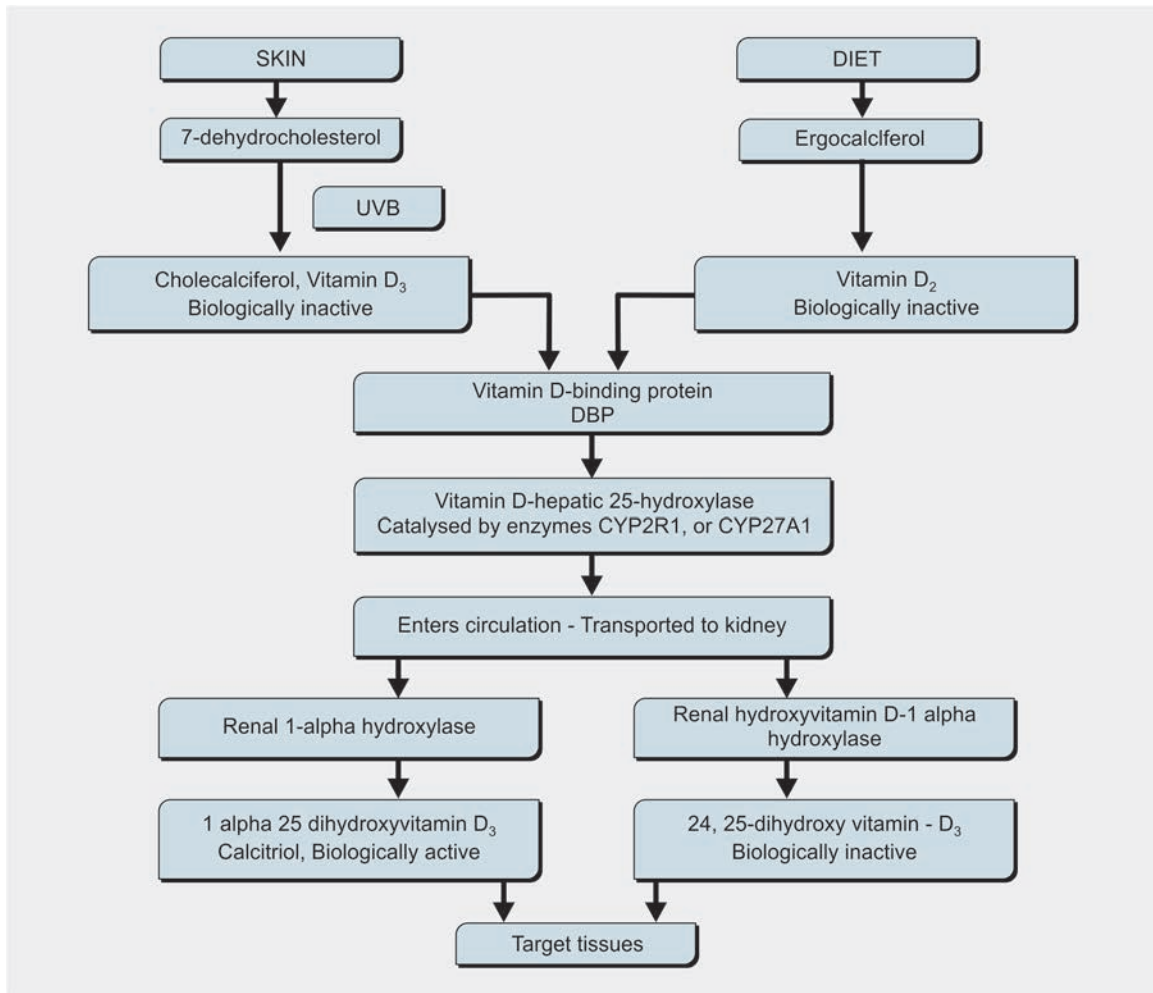 SKIN
DIET
7-dehydrocholesterol
Ergocalciferol
UVB
Cholecalciferol, Vitamin D₃
Biologically inactive
Vitamin D₂
Biologically inactive
Vitamin D-binding protein
DBP
Vitamin D-hepatic 25-hydroxylase
Catalysed by enzymes CYP2R1, or CYP27A1
Enters circulation - Transported to kidney
Renal 1-alpha hydroxylase
Renal hydroxyvitamin D-1 alpha
hydroxylase
1 alpha 25 dihydroxyvitamin D₃
Calcitriol, Biologically active
24, 25-dihydroxy vitamin - D₃
Biologically inactive
Target tissues